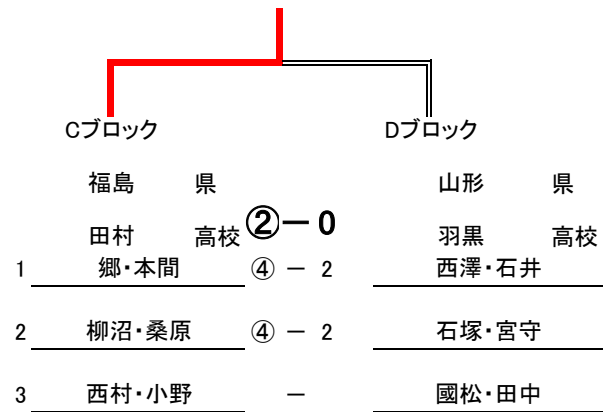 Cブロック Dブロック
福島 県 山形 県
田村 高校 ②－0 羽黒 高校
1 郷・本間 ④ － 2 西澤・石井
2 柳沼・桑原 ④ － 2 石塚・宮守
3 西村・小野 － 國松・田中